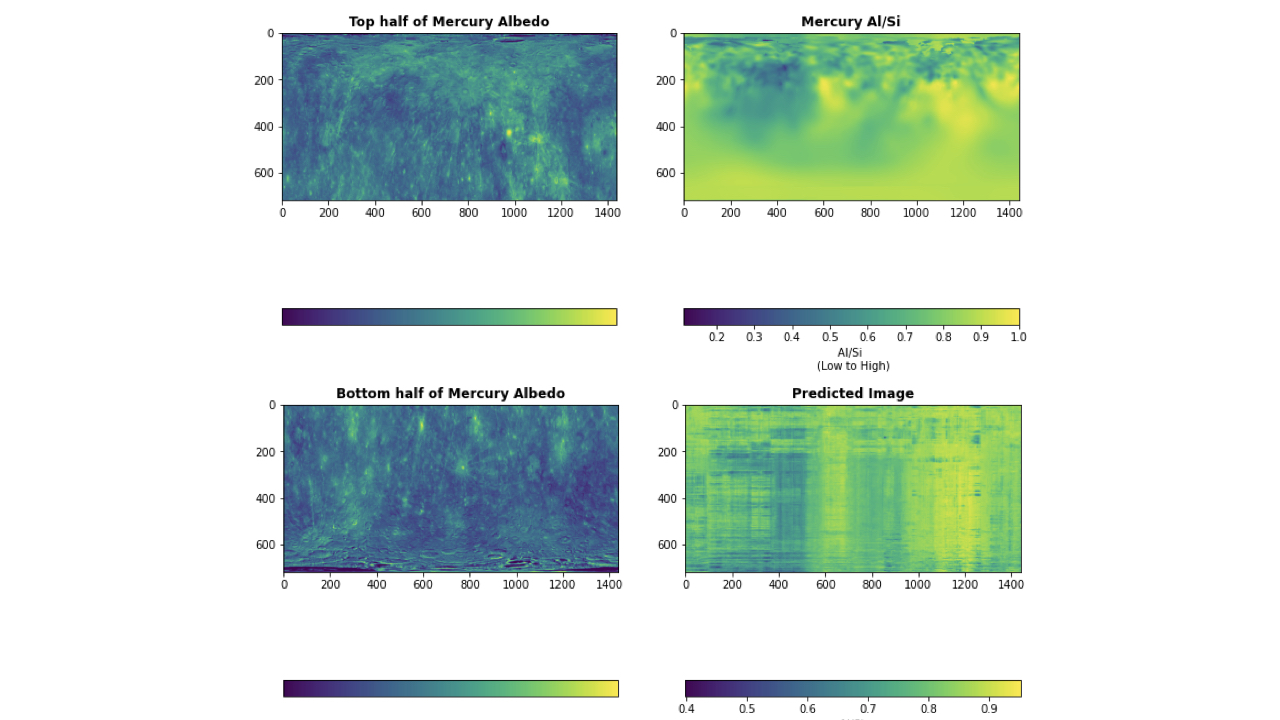 Top half of Mercury Albedo
0
200
400
600
0 200 400 600 800 1000 1200 1400
Mercury Al/Si
0
200
400
600
0 200 400 600 800 1000 1200 1400
0.2 0.3 0.4 0.5 0.6 0.7 0.8 0.9 1.0
Al/Si
(Low to High)
Bottom half of Mercury Albedo
0
200
400
600
0 200 400 600 800 1000 1200 1400
Predicted Image
0
200
400
600
0 200 400 600 800 1000 1200 1400
0.4 0.5 0.6 0.7 0.8 0.9